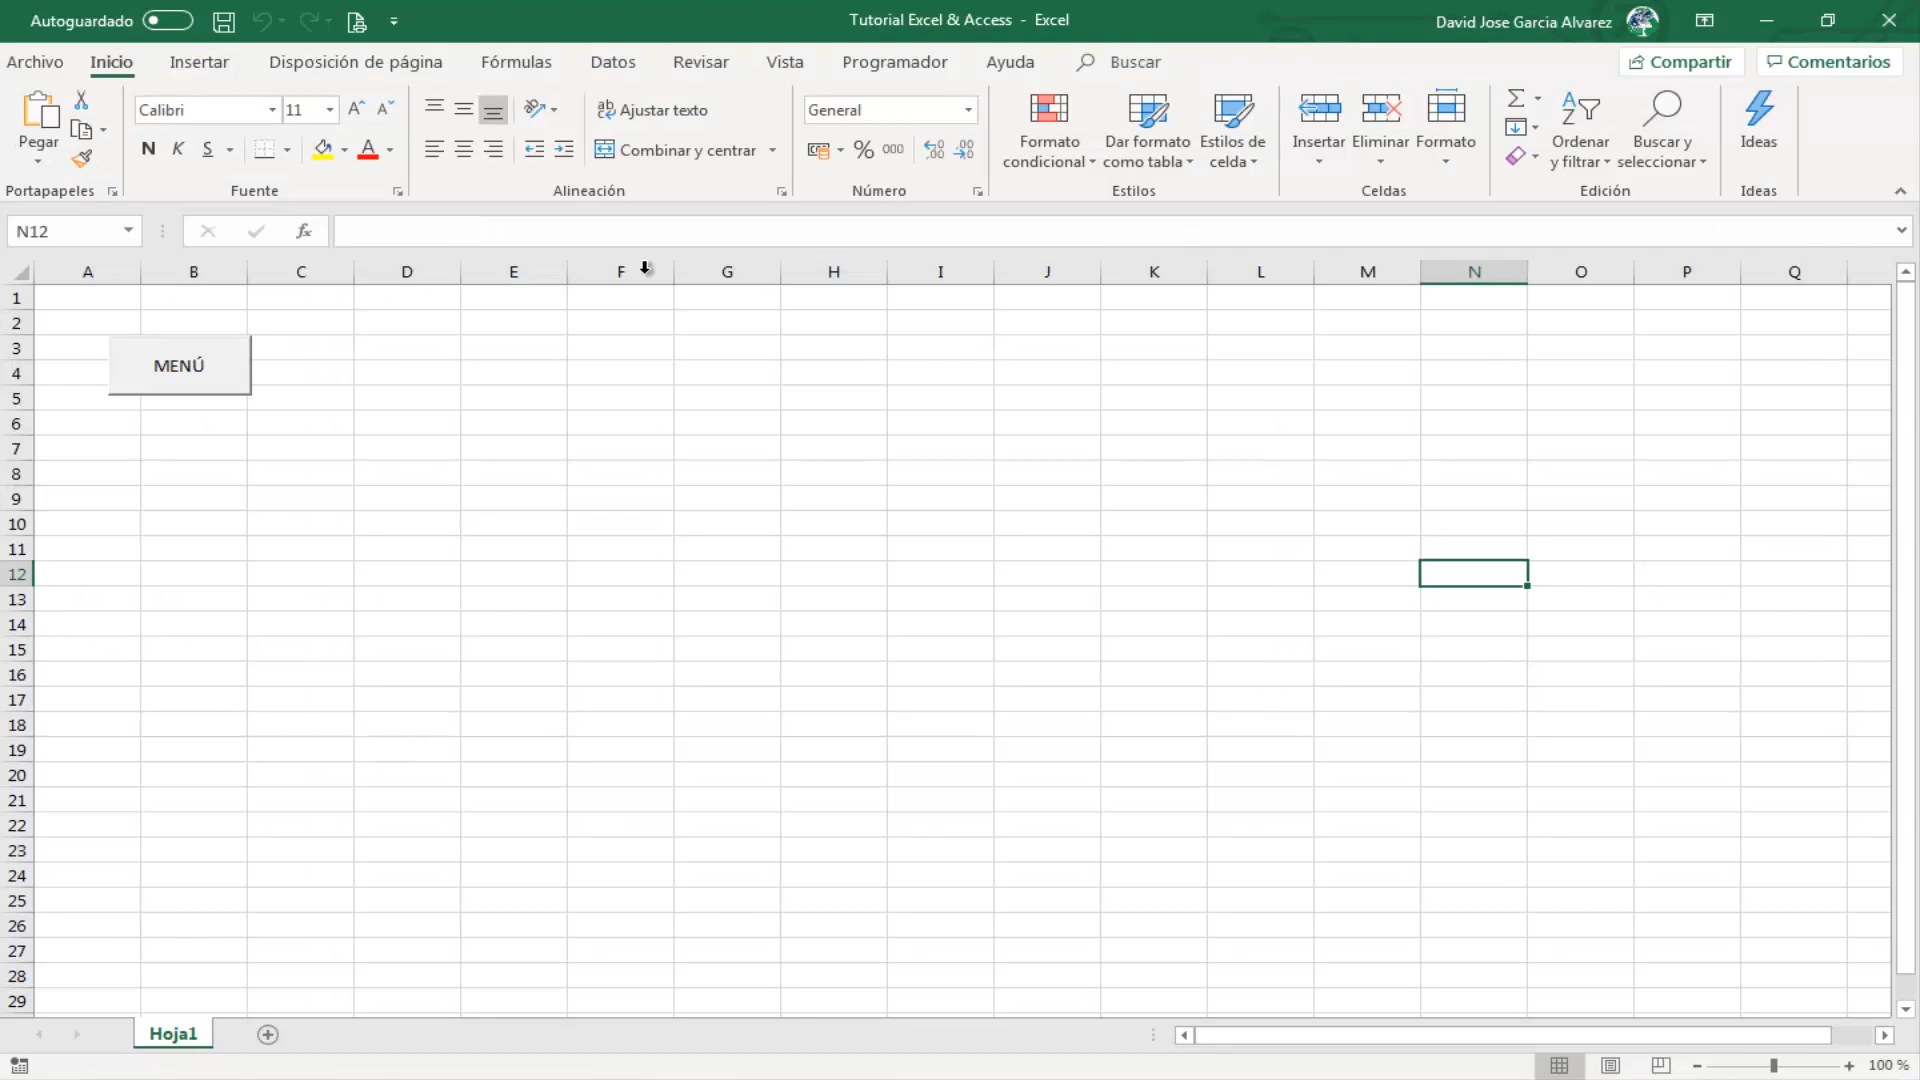 Autoguardado
Tutorial Excel & Access - Excel
David Jose Garcia Alvarez
Archivo Inicio Insertar Disposición de página Fórmulas Datos Revisar Vista Programador Ayuda Buscar Compartir Comentarios
Pegar
Calibri 11
N K S
ab Ajustar texto
Combinar y centrar
General
% 000
Formato condicional
Dar formato como tabla
Estilos de celda
Insertar Eliminar Formato
Ordenar y filtrar
Buscar y seleccionar
Ideas
Portapapeles Fuente Alineación Número Estilos Celdas Edición Ideas
N12 fx
A B C D E F G H I J K L M N O P Q
1
2
3
MENÚ
4
5
6
7
8
9
10
11
12
13
14
15
16
17
18
19
20
21
22
23
24
25
26
27
28
29
Hoja1
100 %